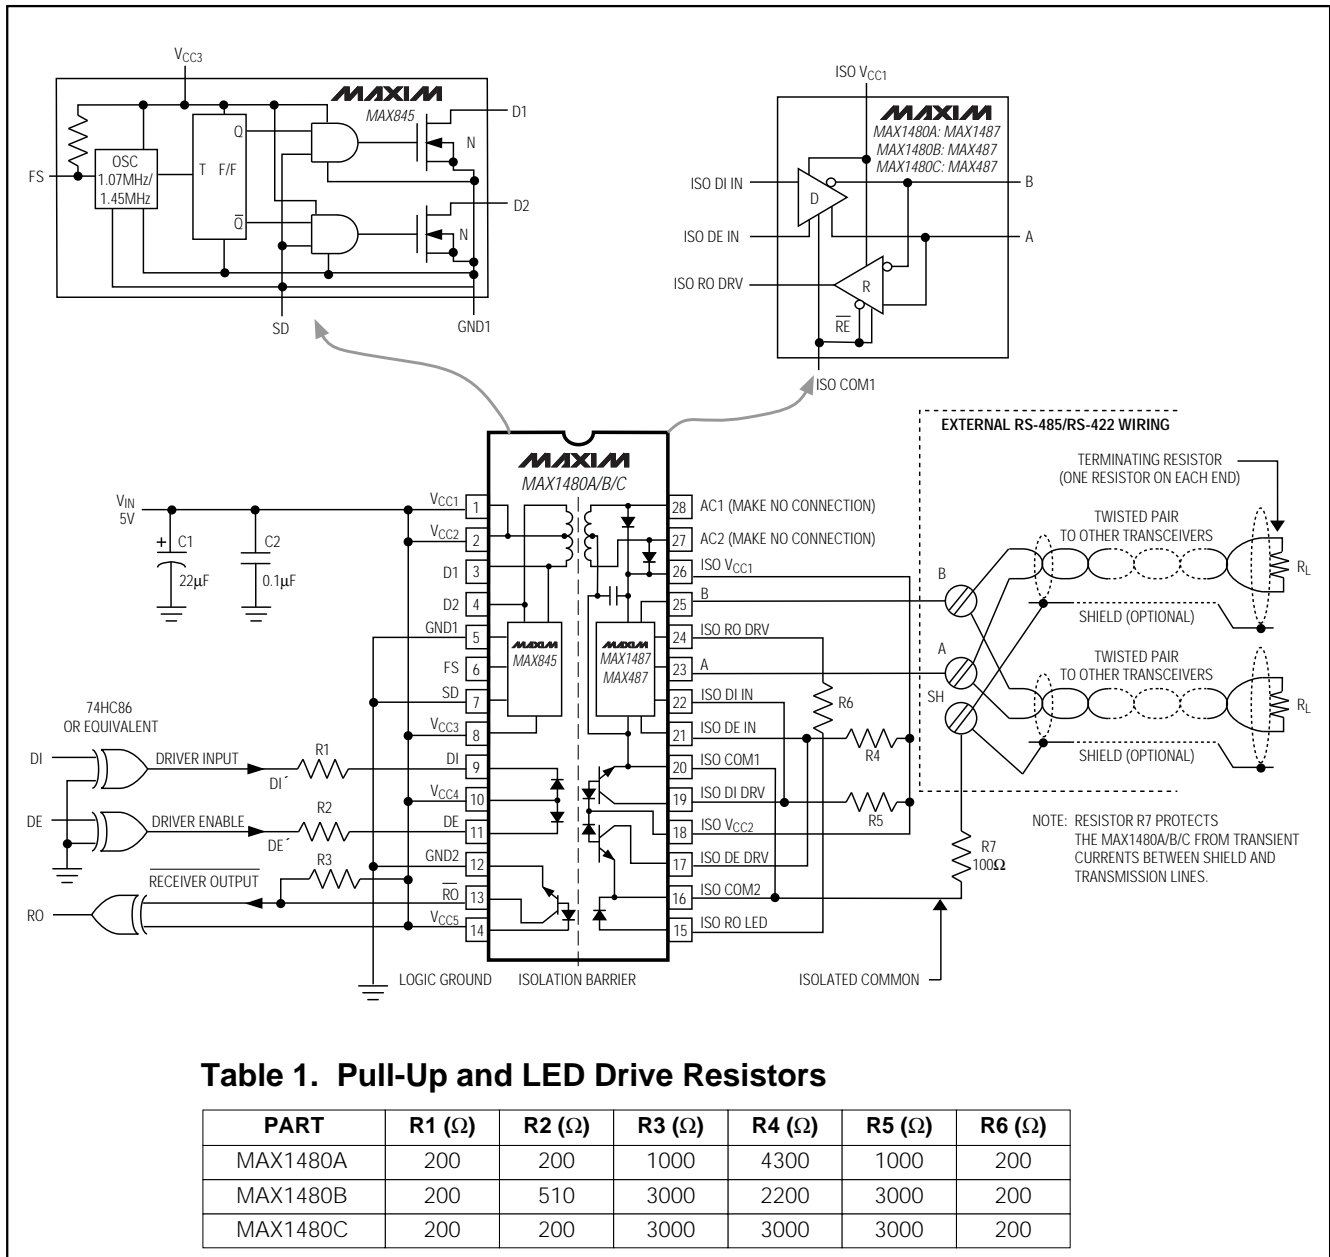 VCC3
MAXIM
MAX845
D1
Q
N
OSC
1.07MHz/
1.45MHz
T F/F
FS
Q̅
D2
N
SD
GND1
ISO VCC1
MAXIM
MAX1480A: MAX1487
MAX1480B: MAX487
MAX1480C: MAX487
ISO DI IN
B
D
ISO DE IN
A
ISO RO DRV
R
R̅E̅
ISO COM1
VIN
5V
+ C1
22μF
C2
0.1μF
MAXIM
MAX1480A/B/C
VCC1 1
VCC2 2
D1 3
D2 4
GND1 5
FS 6
SD 7
VCC3 8
DI 9
VCC4 10
DE 11
GND2 12
R̅O̅ 13
VCC5 14
MAXIM
MAX845
MAXIM
MAX1487
MAX487
28 AC1 (MAKE NO CONNECTION)
27 AC2 (MAKE NO CONNECTION)
26 ISO VCC1
25 B
24 ISO RO DRV
23 A
22 ISO DI IN
21 ISO DE IN
20 ISO COM1
19 ISO DI DRV
18 ISO VCC2
17 ISO DE DRV
16 ISO COM2
15 ISO RO LED
R6
R4
R5
74HC86
OR EQUIVALENT
DI
DRIVER INPUT
DI´
R1
DE
DRIVER ENABLE
DE´
R2
R3
R̅E̅C̅E̅I̅V̅E̅R̅ O̅U̅T̅P̅U̅T̅
RO
LOGIC GROUND
ISOLATION BARRIER
ISOLATED COMMON
EXTERNAL RS-485/RS-422 WIRING
TERMINATING RESISTOR
(ONE RESISTOR ON EACH END)
TWISTED PAIR
TO OTHER TRANSCEIVERS
B
RL
SHIELD (OPTIONAL)
A
TWISTED PAIR
TO OTHER TRANSCEIVERS
SH
RL
SHIELD (OPTIONAL)
R7
100Ω
NOTE: RESISTOR R7 PROTECTS
THE MAX1480A/B/C FROM TRANSIENT
CURRENTS BETWEEN SHIELD AND
TRANSMISSION LINES.
Table 1. Pull-Up and LED Drive Resistors
PART R1 (Ω) R2 (Ω) R3 (Ω) R4 (Ω) R5 (Ω) R6 (Ω)
MAX1480A 200 200 1000 4300 1000 200
MAX1480B 200 510 3000 2200 3000 200
MAX1480C 200 200 3000 3000 3000 200